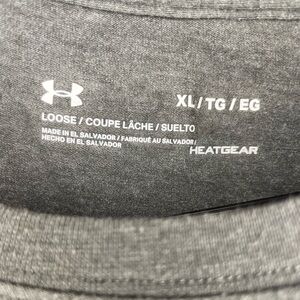 XL/TG/EG
LOOSE / COUPE LÂCHE / SUELTO
MADE IN EL SALVADOR / FABRIQUÉ AU SALVADOR/
HECHO EN EL SALVADOR
HEATGEAR